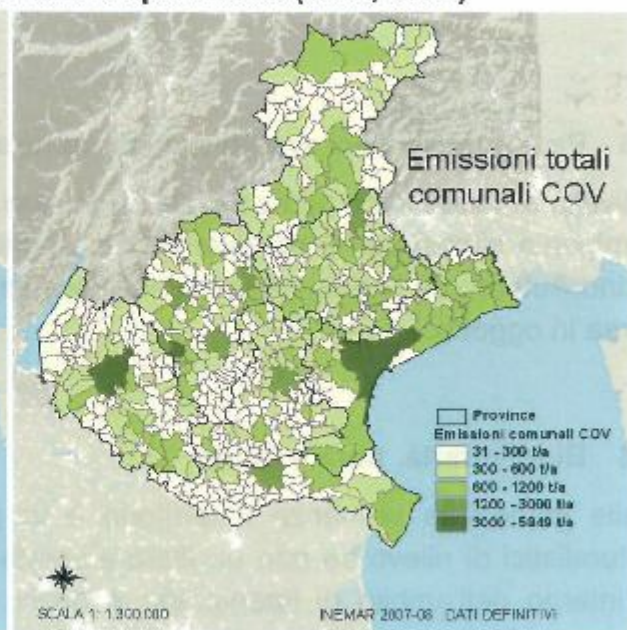 Emissioni totali
comunali COV
Province
Emissioni comunali COV
31 - 300 t/a
300 - 600 t/a
600 - 1200 t/a
1200 - 3000 t/a
3000 - 5849 t/a
SCALA 1: 1.300.000
INEMAR 2007-08 DATI DEFINITIVI